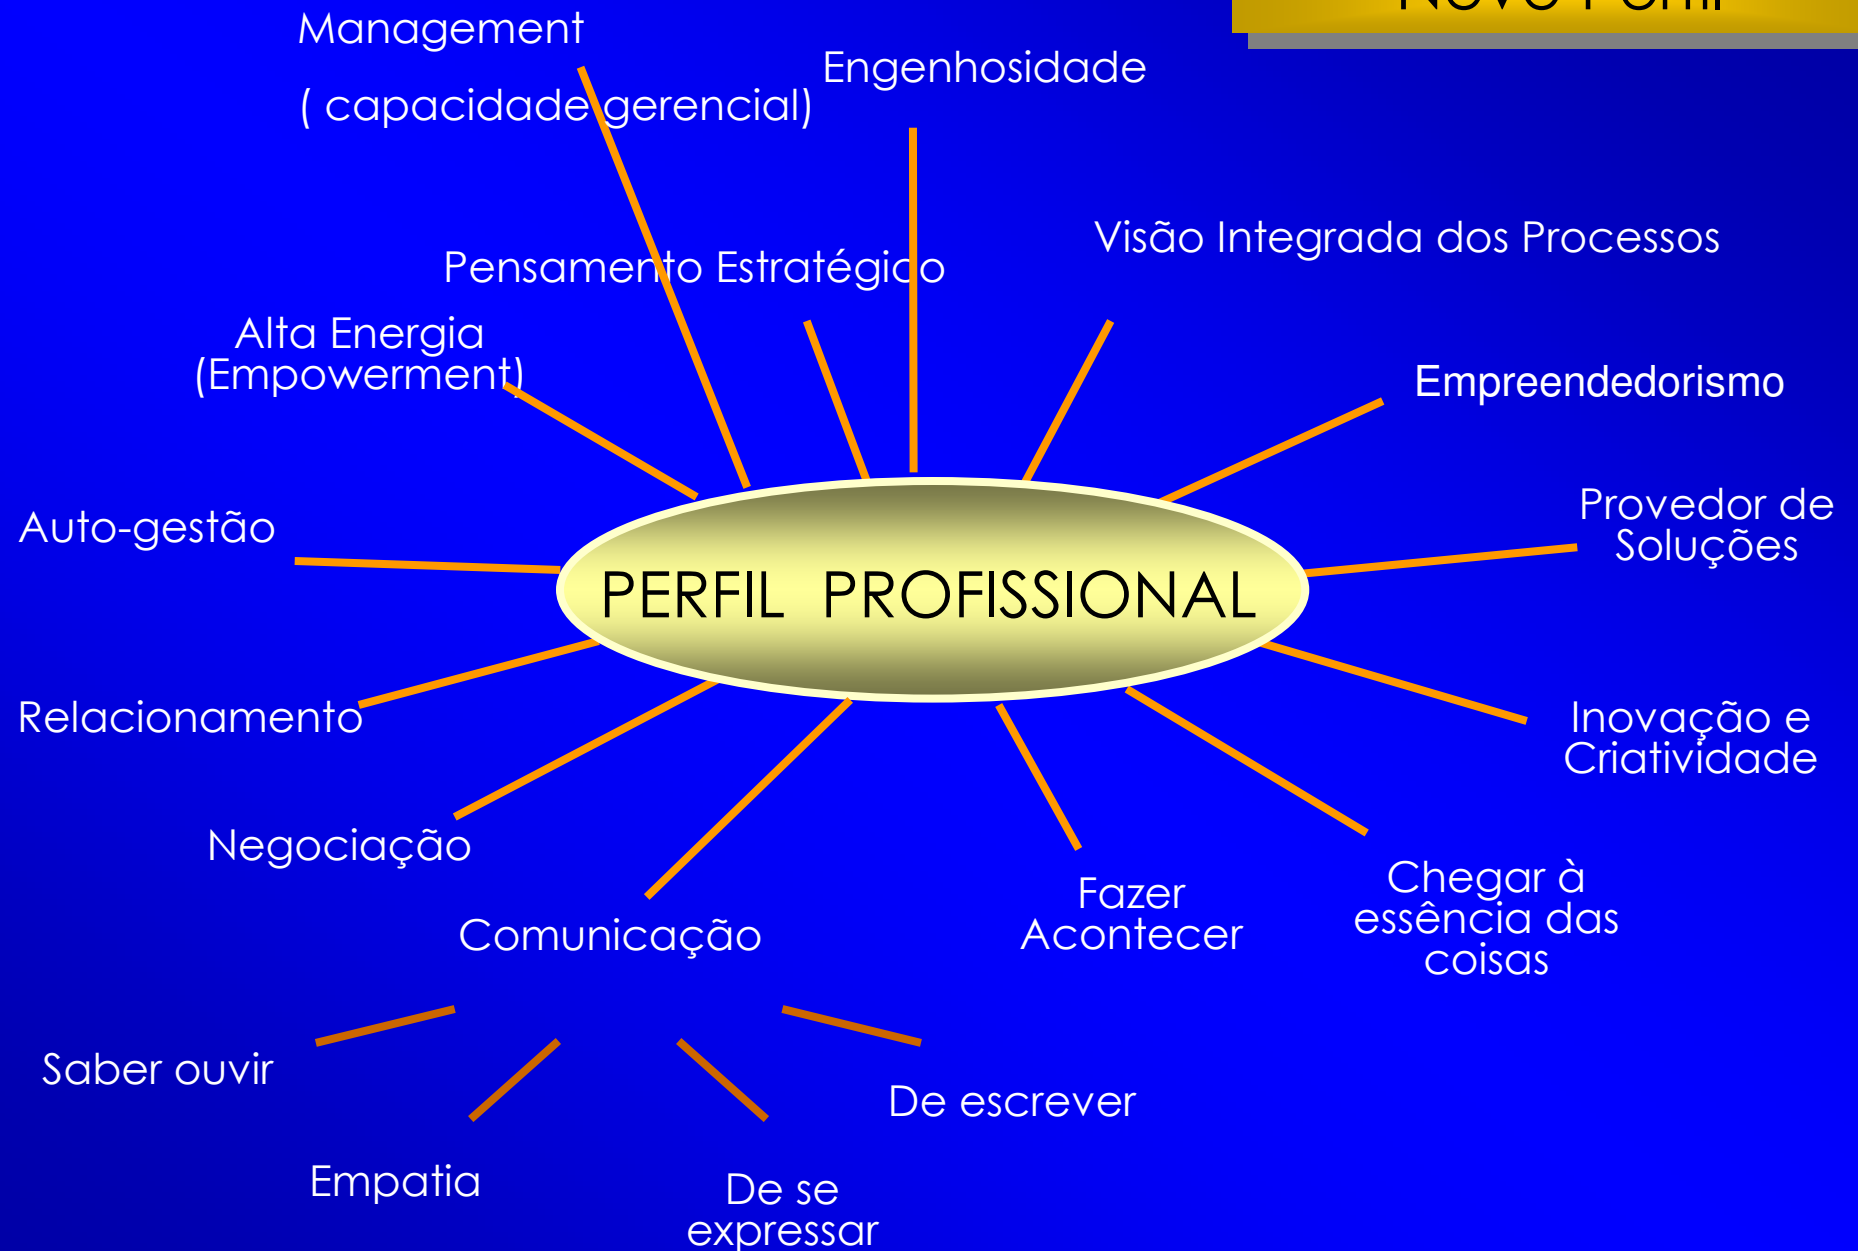 Novo Perfil
Management
( capacidade gerencial)
Engenhosidade
Visão Integrada dos Processos
Pensamento Estratégico
Alta Energia
(Empowerment)
Empreendedorismo
Provedor de
Soluções
Auto-gestão
PERFIL PROFISSIONAL
Relacionamento
Inovação e
Criatividade
Negociação
Chegar à
essência das
coisas
Fazer
Acontecer
Comunicação
Saber ouvir
De escrever
Empatia
De se
expressar